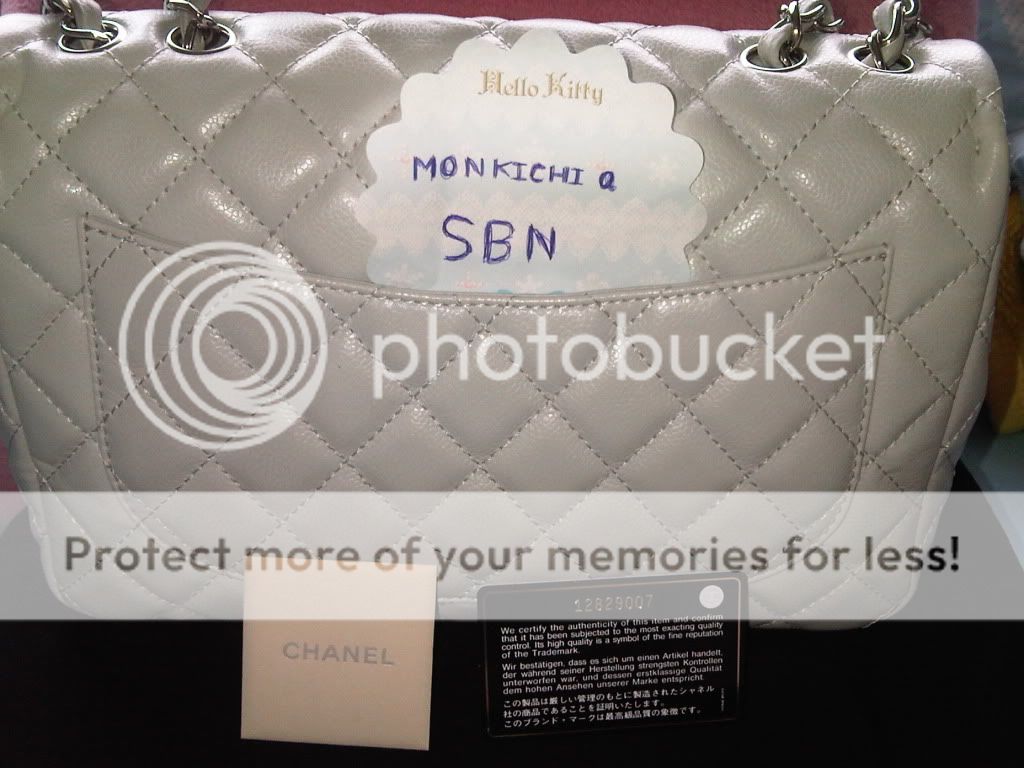 Hello Kitty
MONKICHI a
SBN
photobucket
Protect more of your memories for less!
CHANEL
12829007
We certify the authenticity of this item and confirm
that it has been subjected to the most exacting quality
control. Its high quality is a symbol of the fine reputation
of the Trademark.
Wir bestätigen, dass es sich um einen Artikel handelt,
der während seiner Herstellung strengsten Kontrollen
unterworfen war, und dessen erstklassige Qualität
dem hohen Ansehen unserer Marke entspricht.
この製品は厳しい管理のもとに製造されたシャネル
社の商品であることを証明いたします。
このブランド・マークは最高級品質の象徴です。